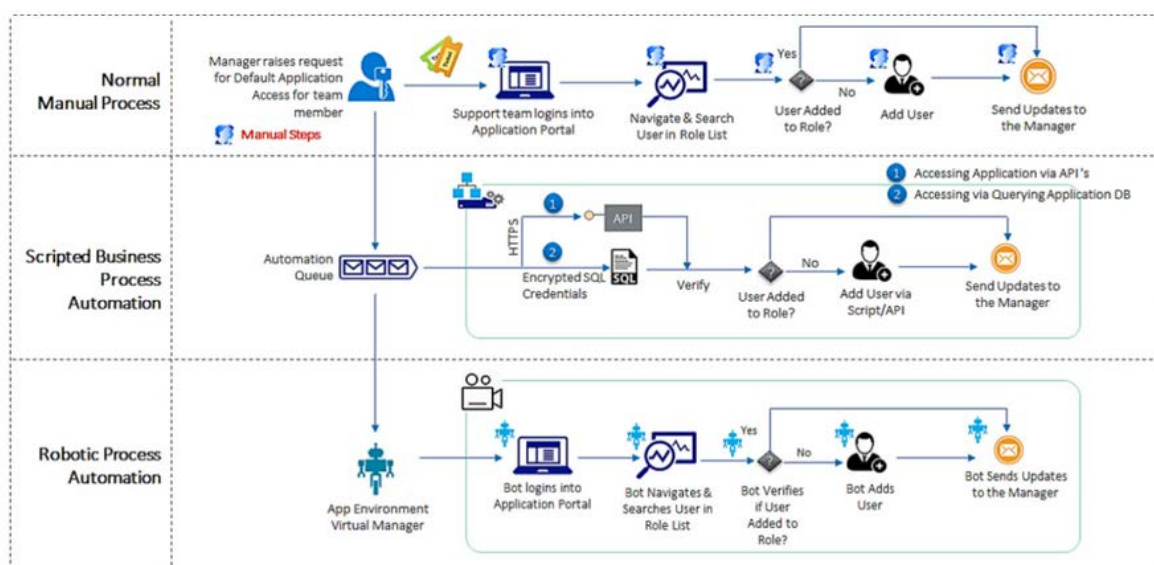 Normal
Manual Process
Manager raises request
for Default Application
Access for team
member
Manual Steps
Support team logins into
Application Portal
Navigate & Search
User in Role List
Yes
No
User Added
to Role?
Add User
Send Updates to
the Manager
Scripted Business
Process
Automation
Automation
Queue
1 Accessing Application via API's
2 Accessing via Querying Application DB
HTTPS
1
API
2
Encrypted SQL
Credentials
SQL
Verify
No
User Added
to Role?
Add User via
Script/API
Send Updates to
the Manager
Robotic Process
Automation
App Environment
Virtual Manager
Bot logins into
Application Portal
Bot Navigates &
Searches User in
Role List
Yes
No
Bot Verifies
if User
Added to
Role?
Bot Adds
User
Bot Sends Updates
to the Manager